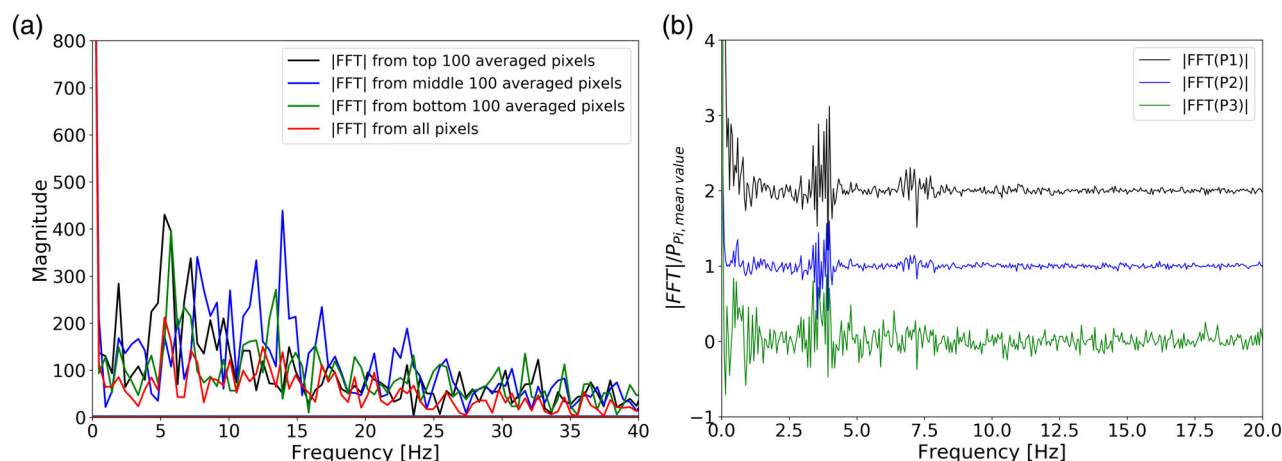 (a)
800
700
600
500
400
300
200
100
0
Magnitude
0 5 10 15 20 25 30 35 40
Frequency [Hz]
|FFT| from top 100 averaged pixels
|FFT| from middle 100 averaged pixels
|FFT| from bottom 100 averaged pixels
|FFT| from all pixels
(b)
4
3
2
1
0
−1
|FFT|/P_{Pi, mean value}
0.0 2.5 5.0 7.5 10.0 12.5 15.0 17.5 20.0
Frequency [Hz]
|FFT(P1)|
|FFT(P2)|
|FFT(P3)|